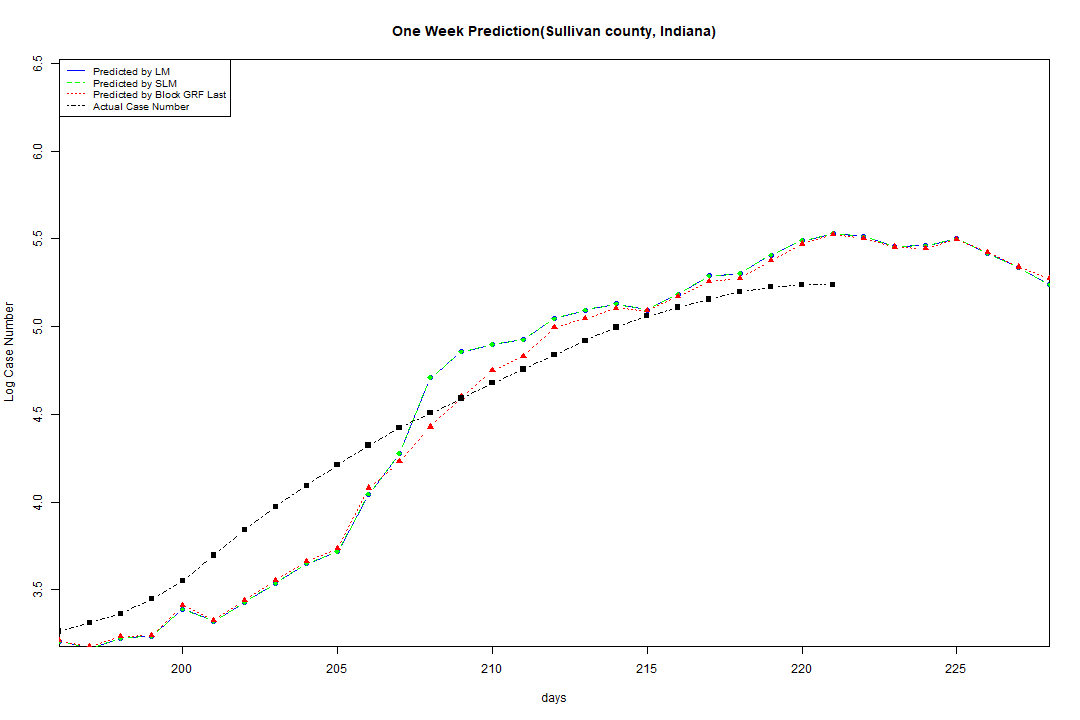 One Week Prediction(Sullivan county, Indiana)
Predicted by LM
Predicted by SLM
Predicted by Block GRF Last
Actual Case Number
6.5
6.0
5.5
5.0
4.5
4.0
3.5
Log Case Number
200 205 210 215 220 225
days